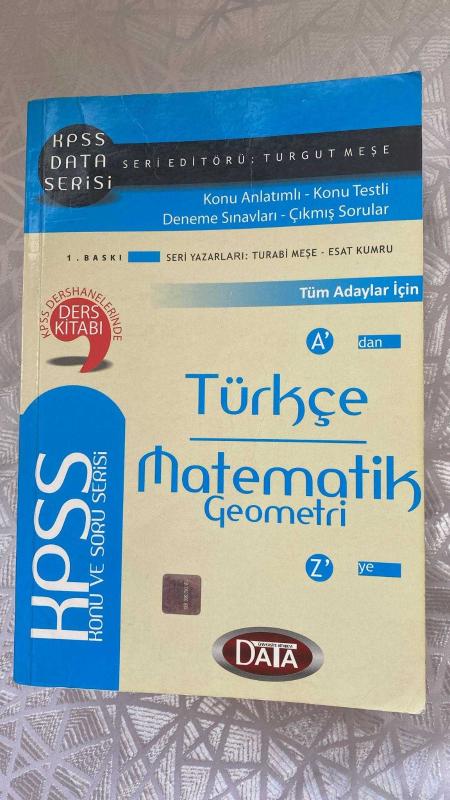 KPSS
DATA
SERİSİ
SERİ EDİTÖRÜ; TURGUT MEŞE
Konu Anlatımlı - Konu Testli
Deneme Sınavları - Çıkmış Sorular
1. BASKI
SERİ YAZARLARI: TURABİ MEŞE - ESAT KUMRU
Tüm Adaylar İçin
KPSS DERSHANELERİNDE
DERS
KİTABI
A' dan
Türkçe
Matematik
Geometri
Z' ye
KPSS
KONU VE SORU SERİSİ
DATA